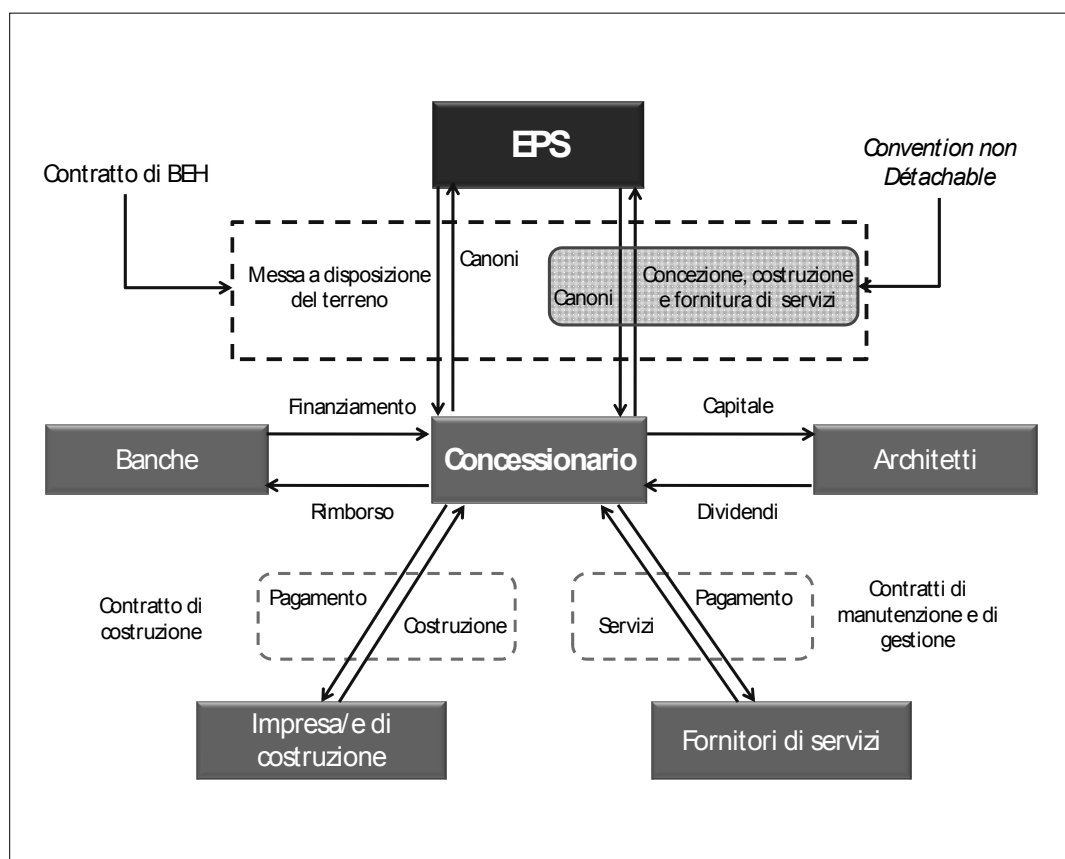 EPS
Contratto di BEH
Convention non
Détachable
Messa a disposizione
del terreno
Canoni
Canoni
Concezione, costruzione
e fornitura di servizi
Finanziamento
Capitale
Banche
Concessionario
Architetti
Rimborso
Dividendi
Contratto di
costruzione
Pagamento
Costruzione
Servizi
Pagamento
Contratti di
manutenzione e di
gestione
Impresa/e di
costruzione
Fornitori di servizi